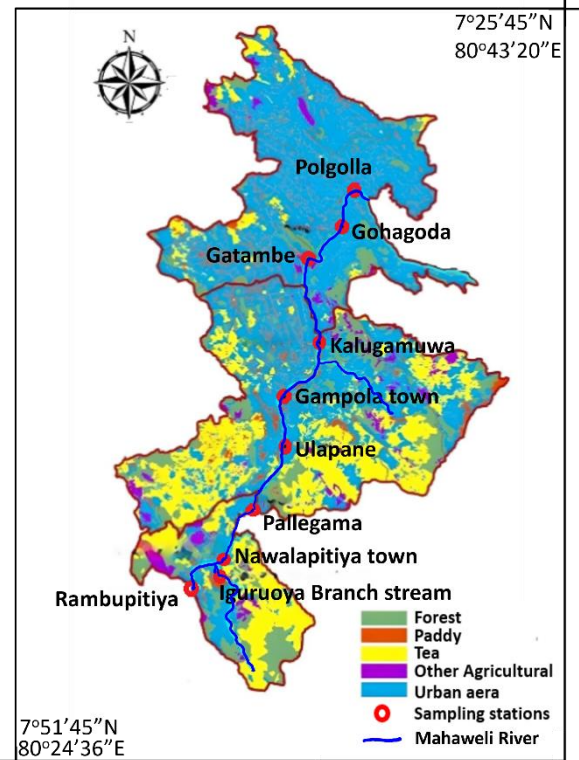 7°25'45"N
80°43'20"E
N
Polgolla
Gohagoda
Gatambe
Kalugamuwa
Gampola town
Ulapane
Pallegama
Nawalapitiya town
Iguruoya Branch stream
Rambupitiya
Forest
Paddy
Tea
Other Agricultural
Urban aera
Sampling stations
Mahaweli River
7°51'45"N
80°24'36"E